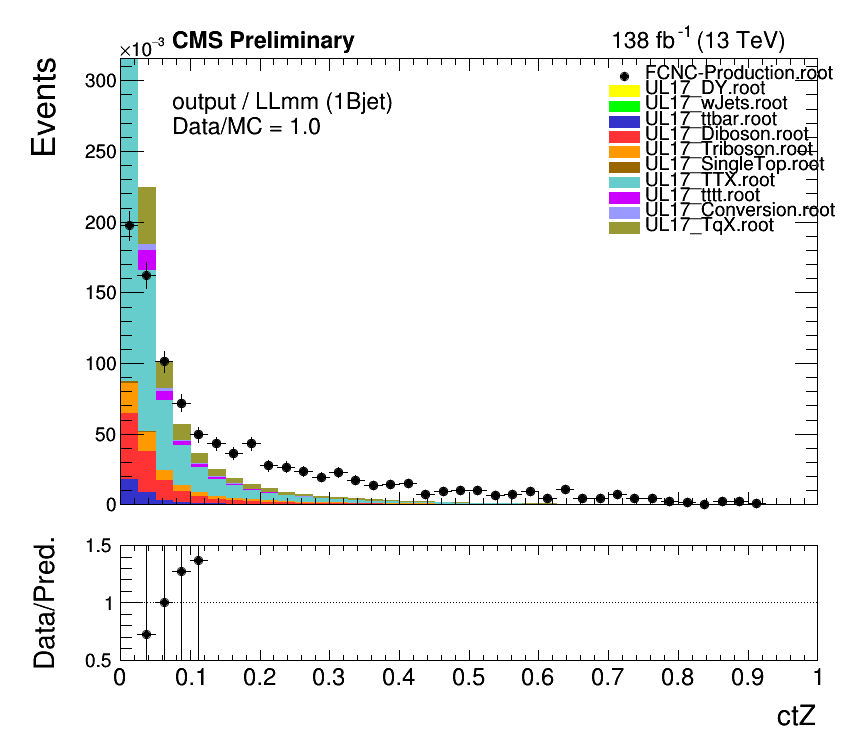 ×10⁻³ CMS Preliminary 138 fb⁻¹ (13 TeV)
Events
output / LLmm (1Bjet)
Data/MC = 1.0
FCNC-Production.root
UL17_DY.root
UL17_wJets.root
UL17_ttbar.root
UL17_Diboson.root
UL17_Triboson.root
UL17_SingleTop.root
UL17_TTX.root
UL17_tttt.root
UL17_Conversion.root
UL17_TqX.root
300
250
200
150
100
50
0
Data/Pred.
1.5
1
0.5
0 0.1 0.2 0.3 0.4 0.5 0.6 0.7 0.8 0.9 1
ctZ